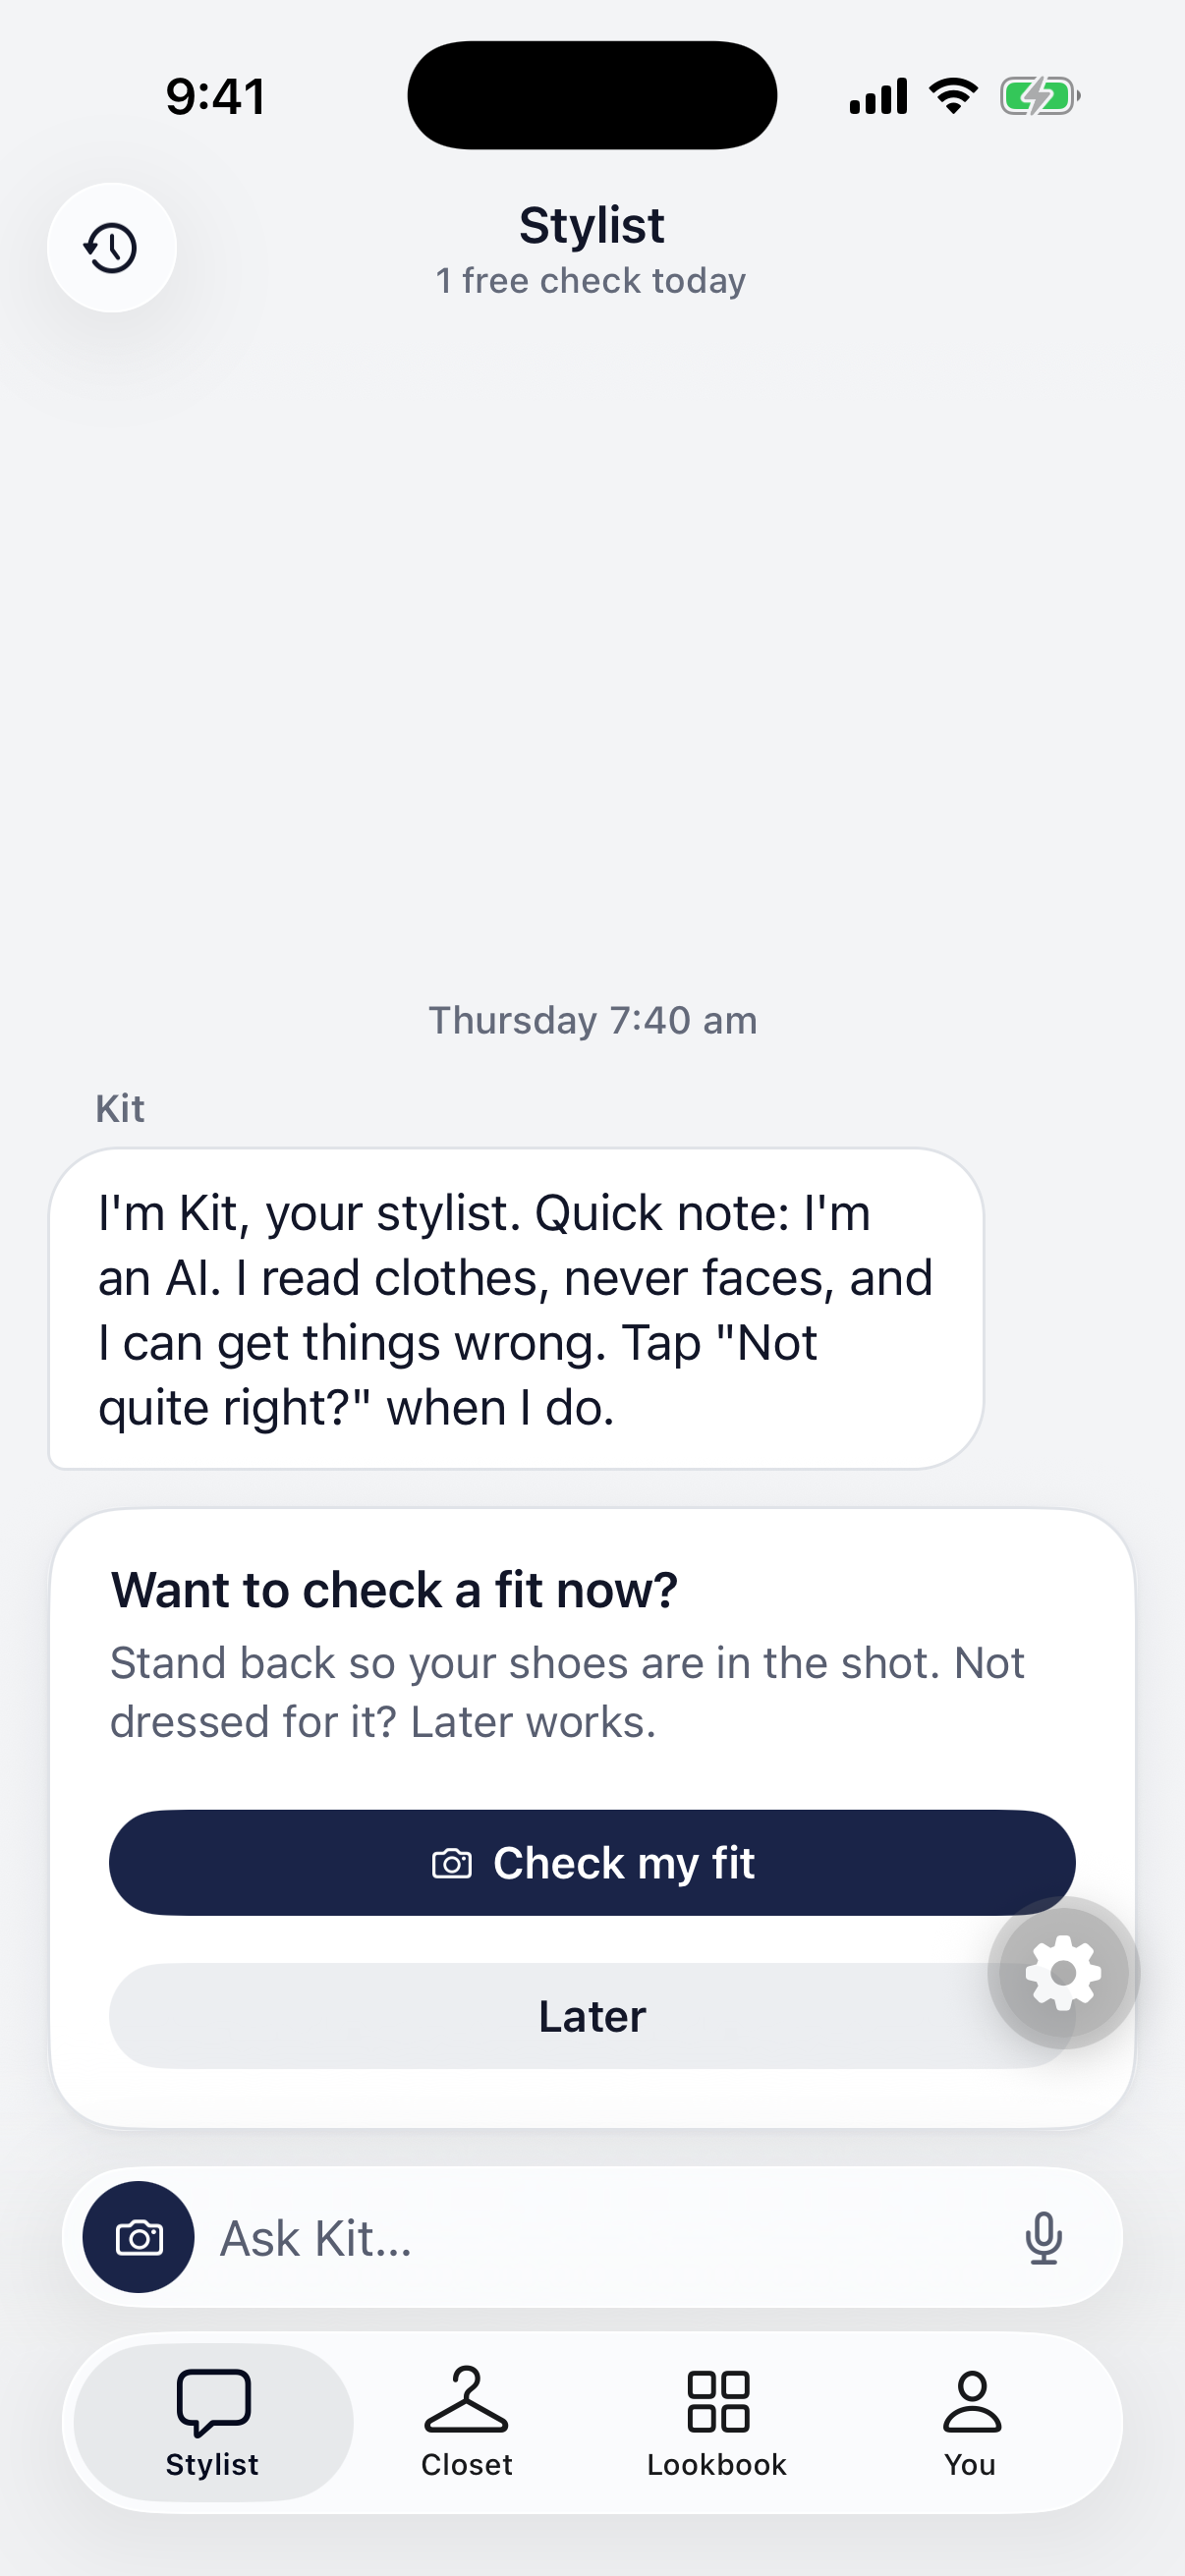 9:41
Stylist
1 free check today
Thursday 7:40 am
Kit
I'm Kit, your stylist. Quick note: I'm
an AI. I read clothes, never faces, and
I can get things wrong. Tap "Not
quite right?" when I do.
Want to check a fit now?
Stand back so your shoes are in the shot. Not
dressed for it? Later works.
Check my fit
Later
Ask Kit...
Stylist
Closet
Lookbook
You